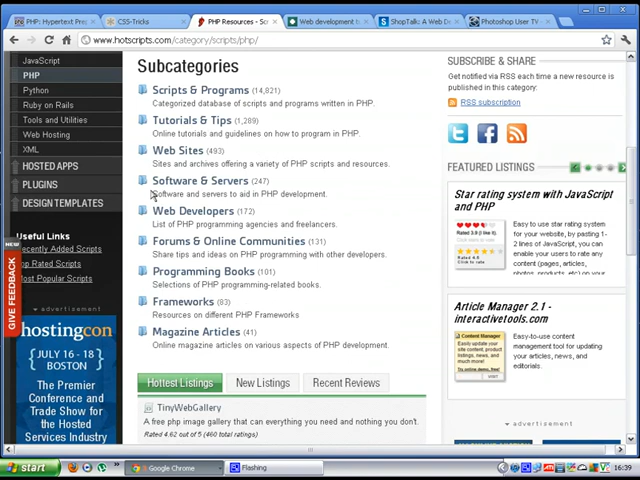 PHP: Hypertext Prep
CSS-Tricks
PHP Resources - Scr
Web development t
ShopTalk: A Web De
Photoshop User TV
www.hotscripts.com/category/scripts/php/
JavaScript
PHP
Python
Ruby on Rails
Tools and Utilities
Web Hosting
XML
HOSTED APPS
PLUGINS
DESIGN TEMPLATES
Useful Links
Recently Added Scripts
Top Rated Scripts
Most Popular Scripts
NEW
GIVE FEEDBACK
advertisement
hostingcon
JULY 16 - 18
BOSTON
The Premier
Conference and
Trade Show for
the Hosted
Services Industry
Subcategories
Scripts & Programs (14,821)
Categorized database of scripts and programs written in PHP.
Tutorials & Tips (1,289)
Online tutorials and guidelines on how to program in PHP.
Web Sites (493)
Sites and archives offering a variety of PHP scripts and resources.
Software & Servers (247)
Software and servers to aid in PHP development.
Web Developers (172)
List of PHP programming agencies and freelancers.
Forums & Online Communities (131)
Share tips and ideas on PHP programming with other developers.
Programming Books (101)
Selections of PHP programming-related books.
Frameworks (83)
Resources on different PHP Frameworks
Magazine Articles (41)
Online magazine articles on various aspects of PHP development.
Hottest Listings
New Listings
Recent Reviews
TinyWebGallery
A free php image gallery that can everything you need and nothing you don't.
Rated 4.62 out of 5 (460 total ratings)
SUBSCRIBE & SHARE
Get notified via RSS each time a new resource is
published in this category:
RSS subscription
FEATURED LISTINGS
Star rating system with JavaScript
and PHP
Easy to use star rating
system for your website,
by pasting 1-
2 lines of JavaScript, you
can enable your users to
rate any content (pages,
articles,
photos, products, etc)
Article Manager 2.1 -
interactivetools.com
Content Manager
Easy-to-use content
management tool for
updating your articles,
news, and more!
advertisement
start
Google Chrome
Flashing
16:39